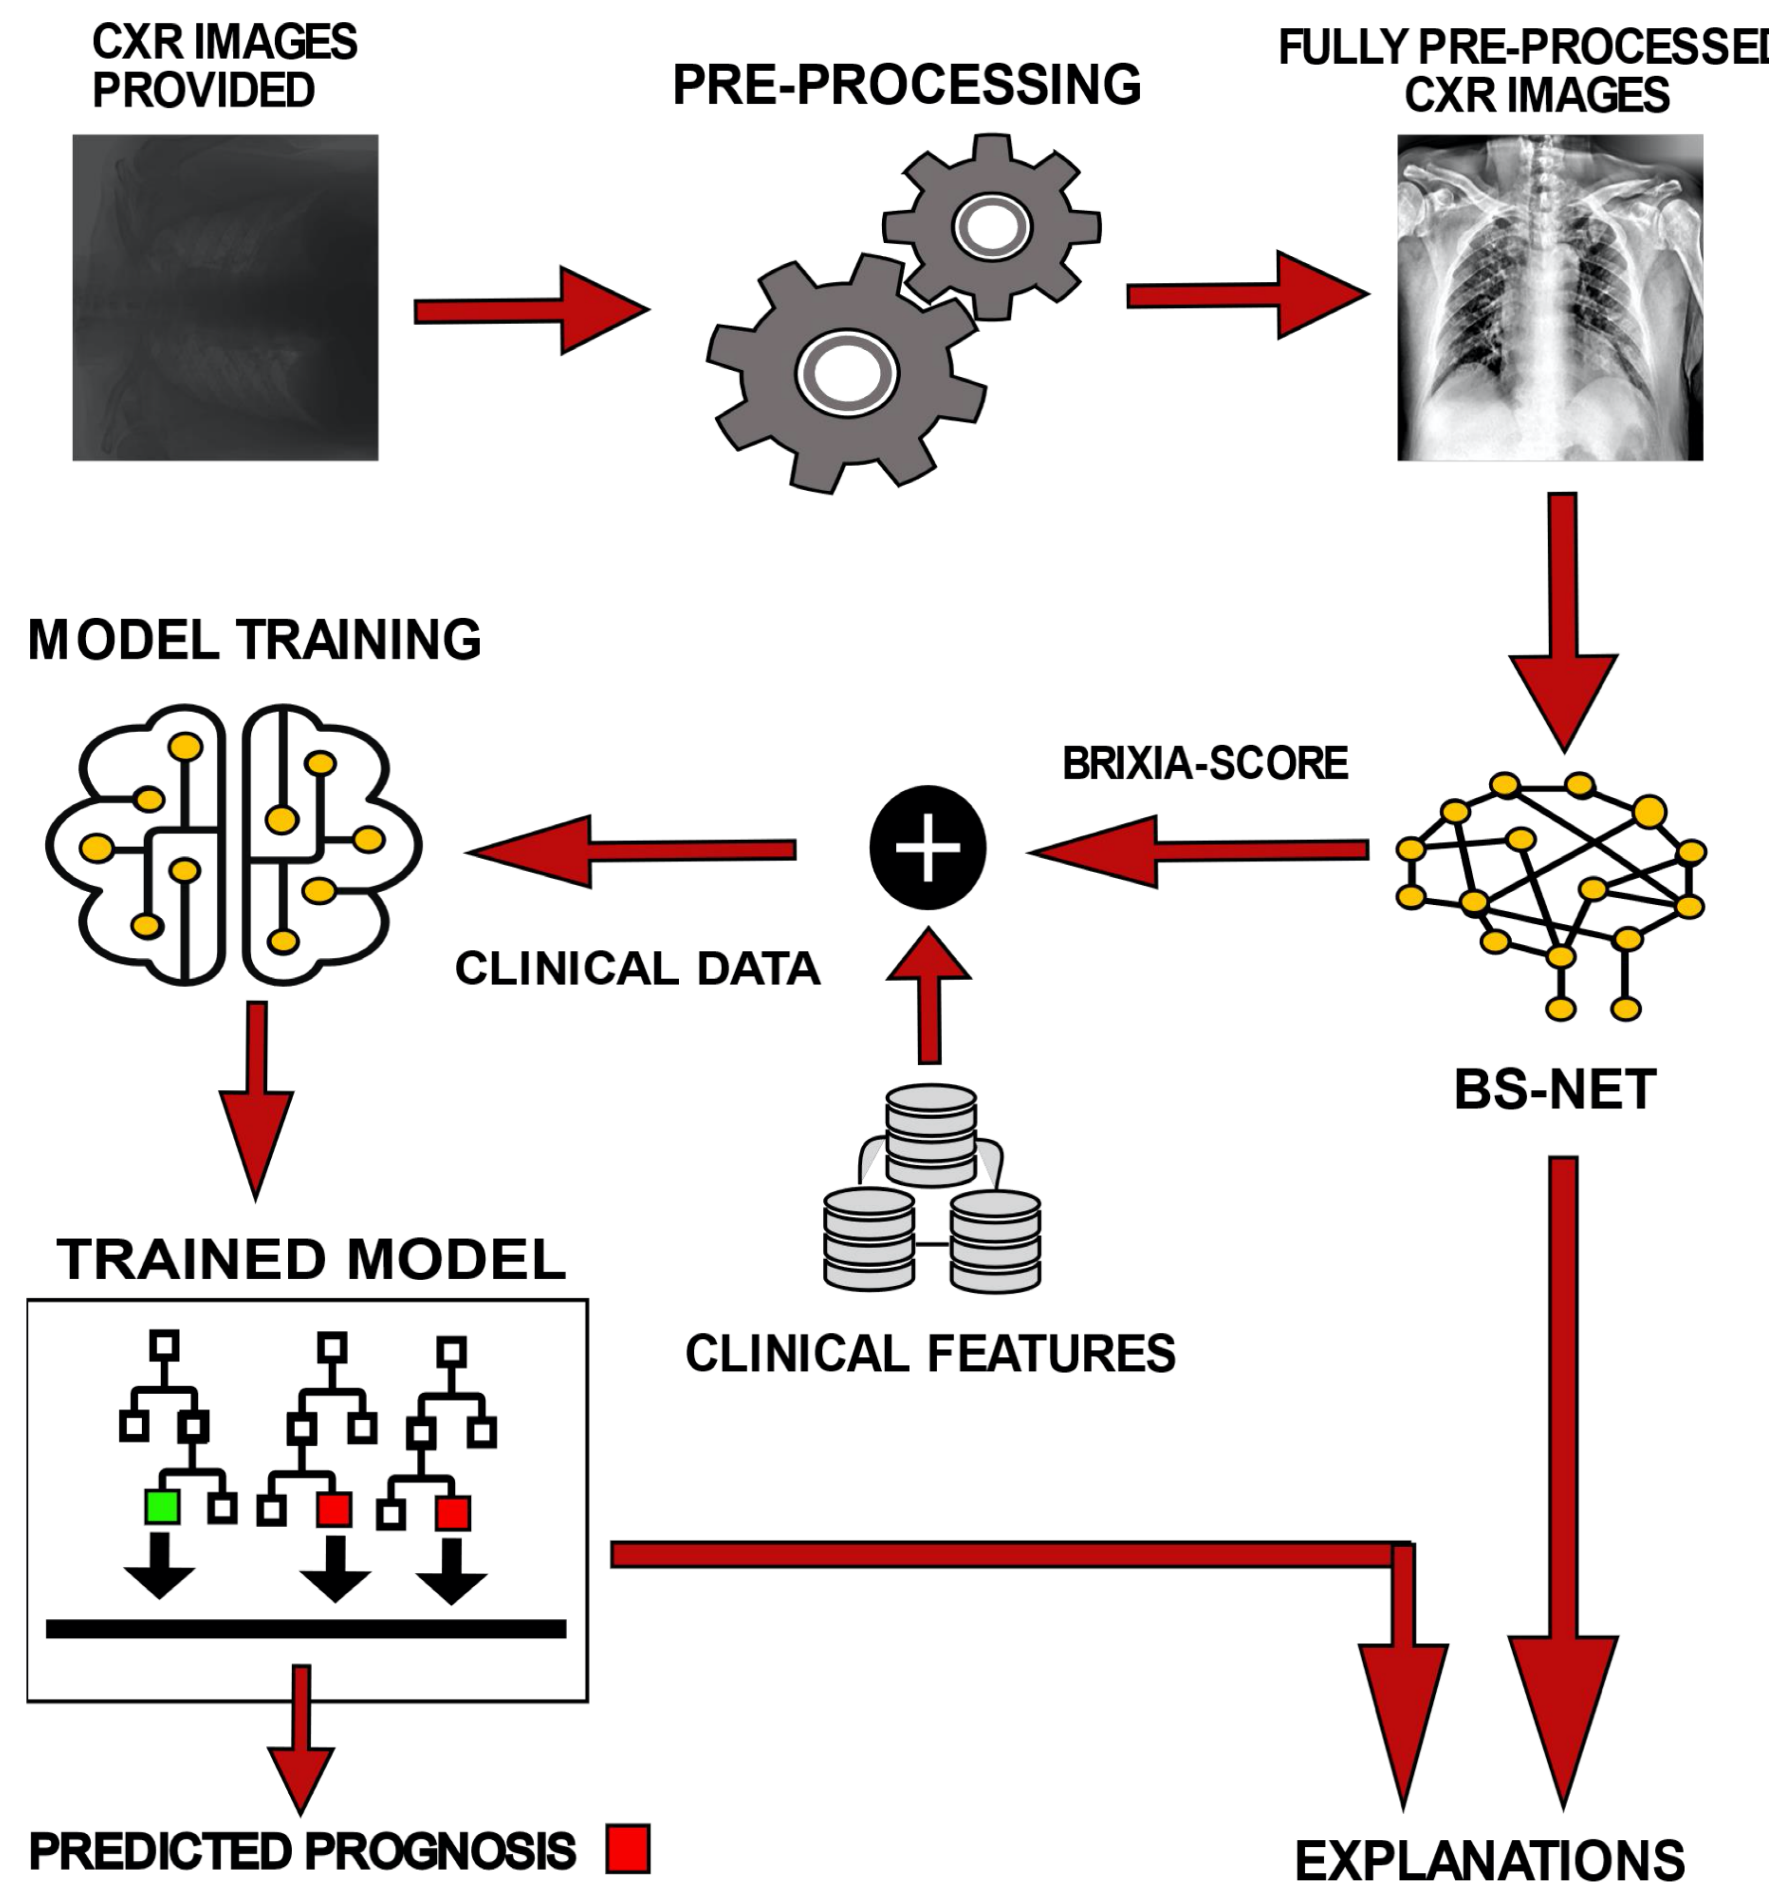 CXR IMAGES
PROVIDED
PRE-PROCESSING
FULLY PRE-PROCESSED
CXR IMAGES
MODEL TRAINING
BRIXIA-SCORE
CLINICAL DATA
BS-NET
TRAINED MODEL
CLINICAL FEATURES
PREDICTED PROGNOSIS
EXPLANATIONS